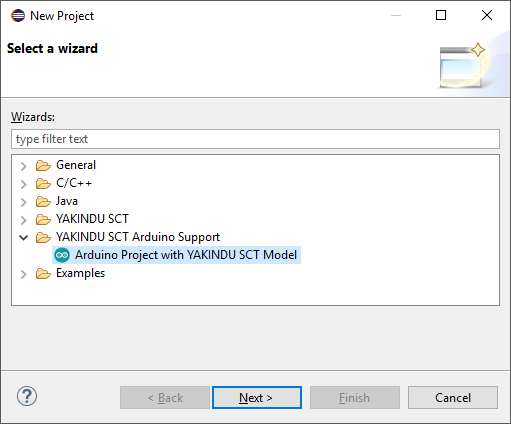 New Project
Select a wizard
Wizards:
type filter text
General
C/C++
Java
YAKINDU SCT
YAKINDU SCT Arduino Support
Arduino Project with YAKINDU SCT Model
Examples
? < Back Next > Finish Cancel